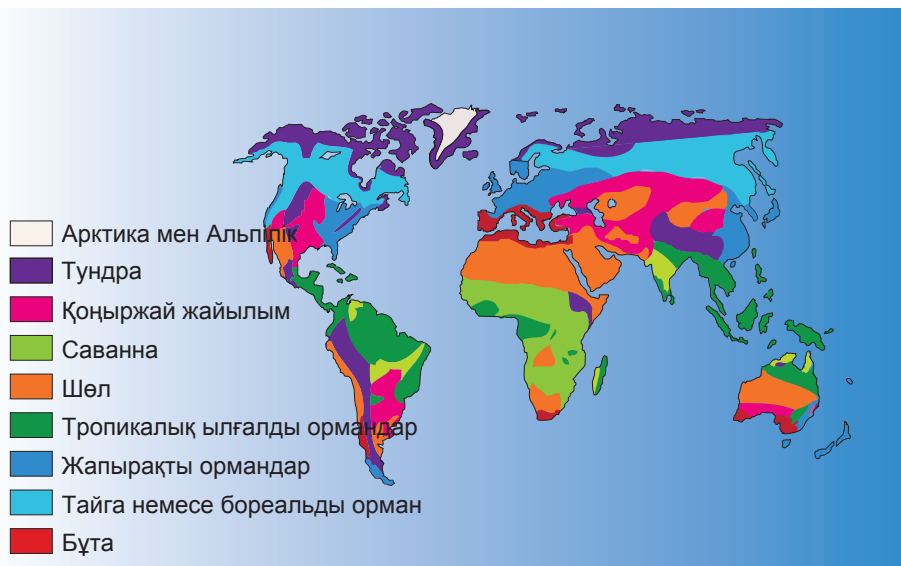 Арктика мен Альпілік
Тундра
Қоңыржай жайылым
Саванна
Шөл
Тропикалық ылғалды ормандар
Жапырақты ормандар
Тайга немесе бореальды орман
Бұта